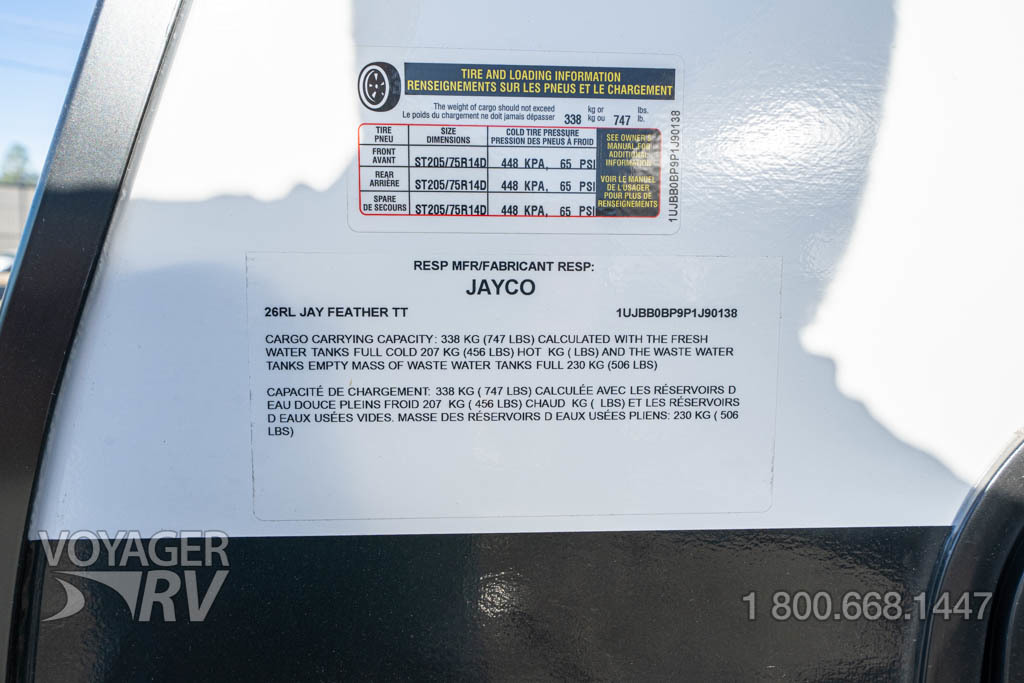 TIRE AND LOADING INFORMATION
RENSEIGNEMENTS SUR LES PNEUS ET LE CHARGEMENT
The weight of cargo should not exceed
Le poids du chargement ne doit jamais dépasser 338 kg or kg ou 747 lbs. lb.
TIRE PNEU SIZE DIMENSIONS COLD TIRE PRESSURE PRESSION DES PNEUS À FROID
FRONT AVANT ST205/75R14D 448 KPA, 65 PSI
REAR ARRIÈRE ST205/75R14D 448 KPA, 65 PSI
SPARE DE SECOURS ST205/75R14D 448 KPA, 65 PSI
SEE OWNER'S
MANUAL FOR
ADDITIONAL
INFORMATION
VOIR LE MANUEL
DE L'USAGER
POUR PLUS DE
RENSEIGNEMENTS
1UJBB0BP9P1J90138
RESP MFR/FABRICANT RESP:
JAYCO
26RL JAY FEATHER TT 1UJBB0BP9P1J90138
CARGO CARRYING CAPACITY: 338 KG (747 LBS) CALCULATED WITH THE FRESH
WATER TANKS FULL COLD 207 KG (456 LBS) HOT KG ( LBS) AND THE WASTE WATER
TANKS EMPTY MASS OF WASTE WATER TANKS FULL 230 KG (506 LBS)
CAPACITÉ DE CHARGEMENT: 338 KG ( 747 LBS) CALCULÉE AVEC LES RÉSERVOIRS D
EAU DOUCE PLEINS FROID 207 KG ( 456 LBS) CHAUD KG ( LBS) ET LES RÉSERVOIRS
D EAUX USÉES VIDES. MASSE DES RÉSERVOIRS D EAUX USÉES PLIENS: 230 KG ( 506
LBS)
VOYAGER
RV
1 800.668.1447